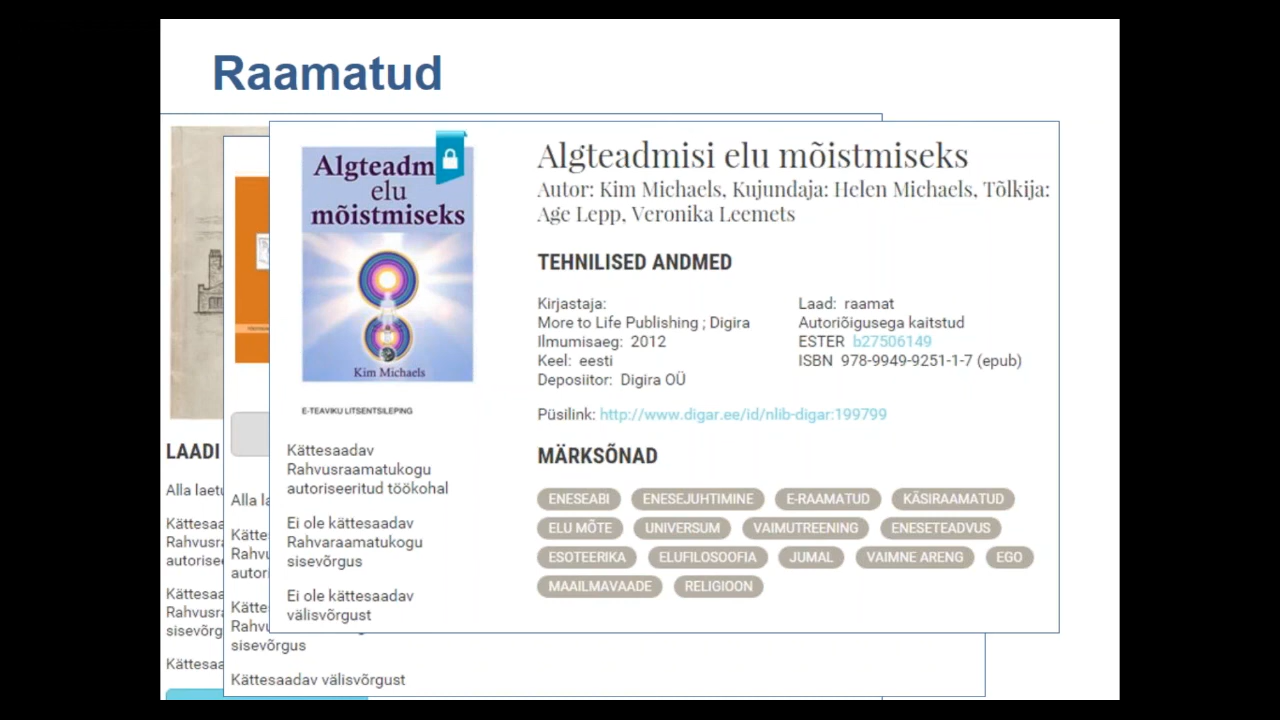 Raamatud
Algteadm
elu
mõistmiseks
Kim Michaels
E-TEAVIKU LITSENTSILEPING
Kättesaadav
Rahvusraamatukogu
autoriseeritud töökohal
Ei ole kättesaadav
Rahvaraamatukogu
sisevõrgus
Ei ole kättesaadav
välisvõrgust
Algteadmisi elu mõistmiseks
Autor: Kim Michaels, Kujundaja: Helen Michaels, Tõlkija:
Age Lepp, Veronika Leemets
TEHNILISED ANDMED
Kirjastaja:
More to Life Publishing ; Digira
Ilmumisaeg: 2012
Keel: eesti
Deposiitor: Digira OÜ
Laad: raamat
Autoriõigusega kaitstud
ESTER b27506149
ISBN 978-9949-9251-1-7 (epub)
Püsilink: http://www.digar.ee/id/nlib-digar:199799
MÄRKSÕNAD
ENESEABI ENESEJUHTIMINE E-RAAMATUD KÄSIRAAMATUD
ELU MÕTE UNIVERSUM VAIMUTREENING ENESETEADVUS
ESOTEERIKA ELUFILOSOOFIA JUMAL VAIMNE ARENG EGO
MAAILMAVAADE RELIGIOON
LAADI
Alla laetu
Kättesaa
Rahvusra
autorisee
Kättesaa
Rahvusra
sisevõrg
Kättesaa
Alla la
Kätte
Rahvu
autori
Kätte
Rahvu
sisevõrgus
Kättesaadav välisvõrgust